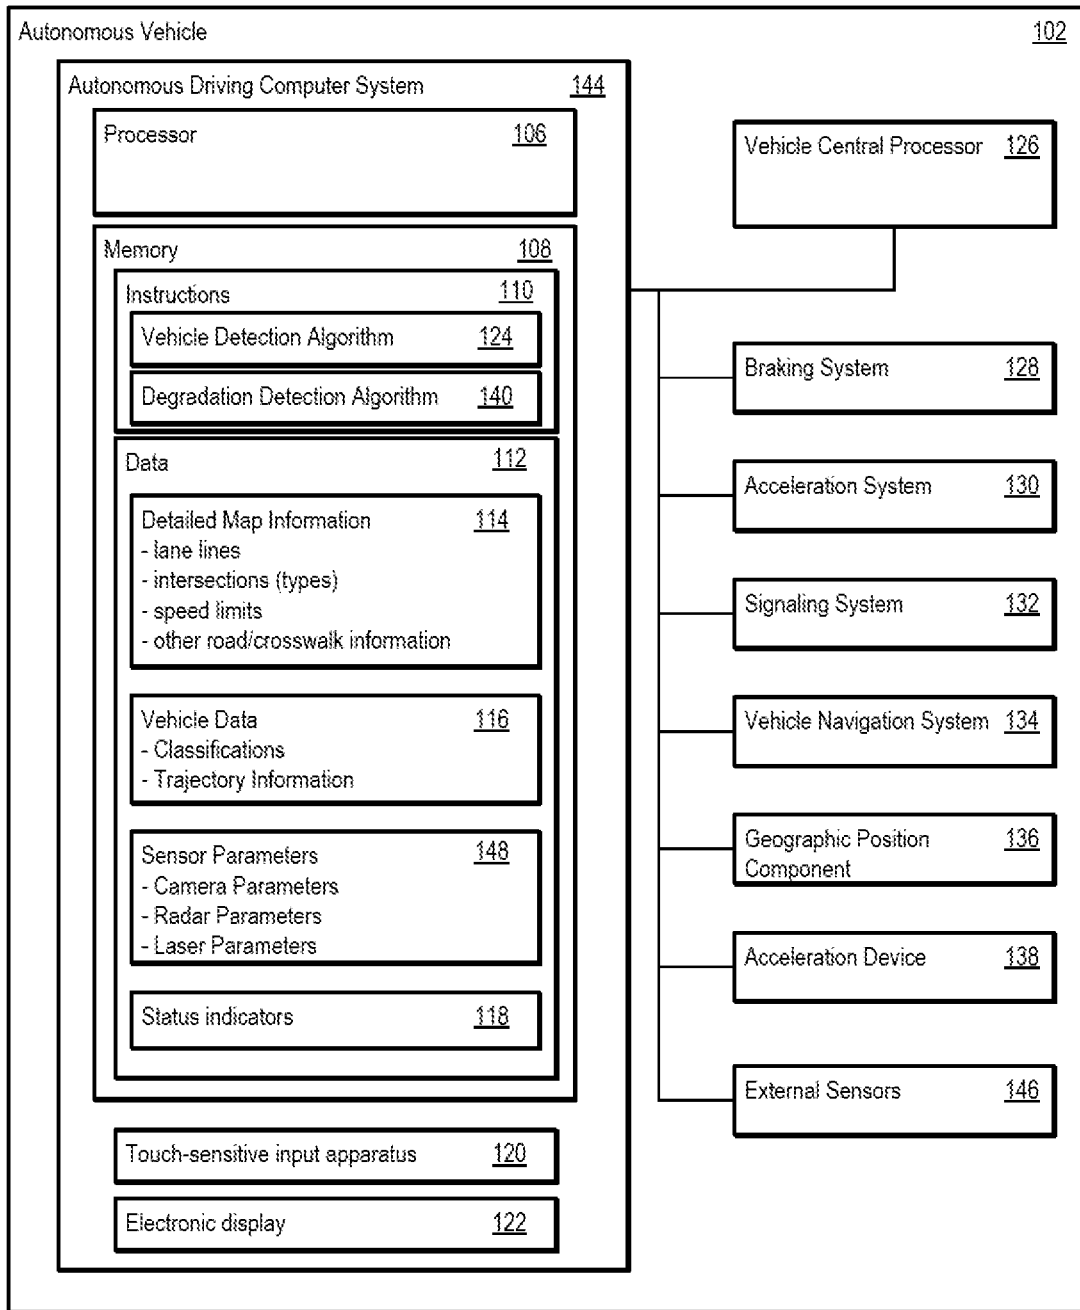 Autonomous Vehicle 102
Autonomous Driving Computer System 144
Processor 106
Memory 108
Instructions 110
Vehicle Detection Algorithm 124
Degradation Detection Algorithm 140
Data 112
Detailed Map Information 114
- lane lines
- intersections (types)
- speed limits
- other road/crosswalk information
Vehicle Data 116
- Classifications
- Trajectory Information
Sensor Parameters 148
- Camera Parameters
- Radar Parameters
- Laser Parameters
Status indicators 118
Touch-sensitive input apparatus 120
Electronic display 122
Vehicle Central Processor 126
Braking System 128
Acceleration System 130
Signaling System 132
Vehicle Navigation System 134
Geographic Position 136
Component
Acceleration Device 138
External Sensors 146